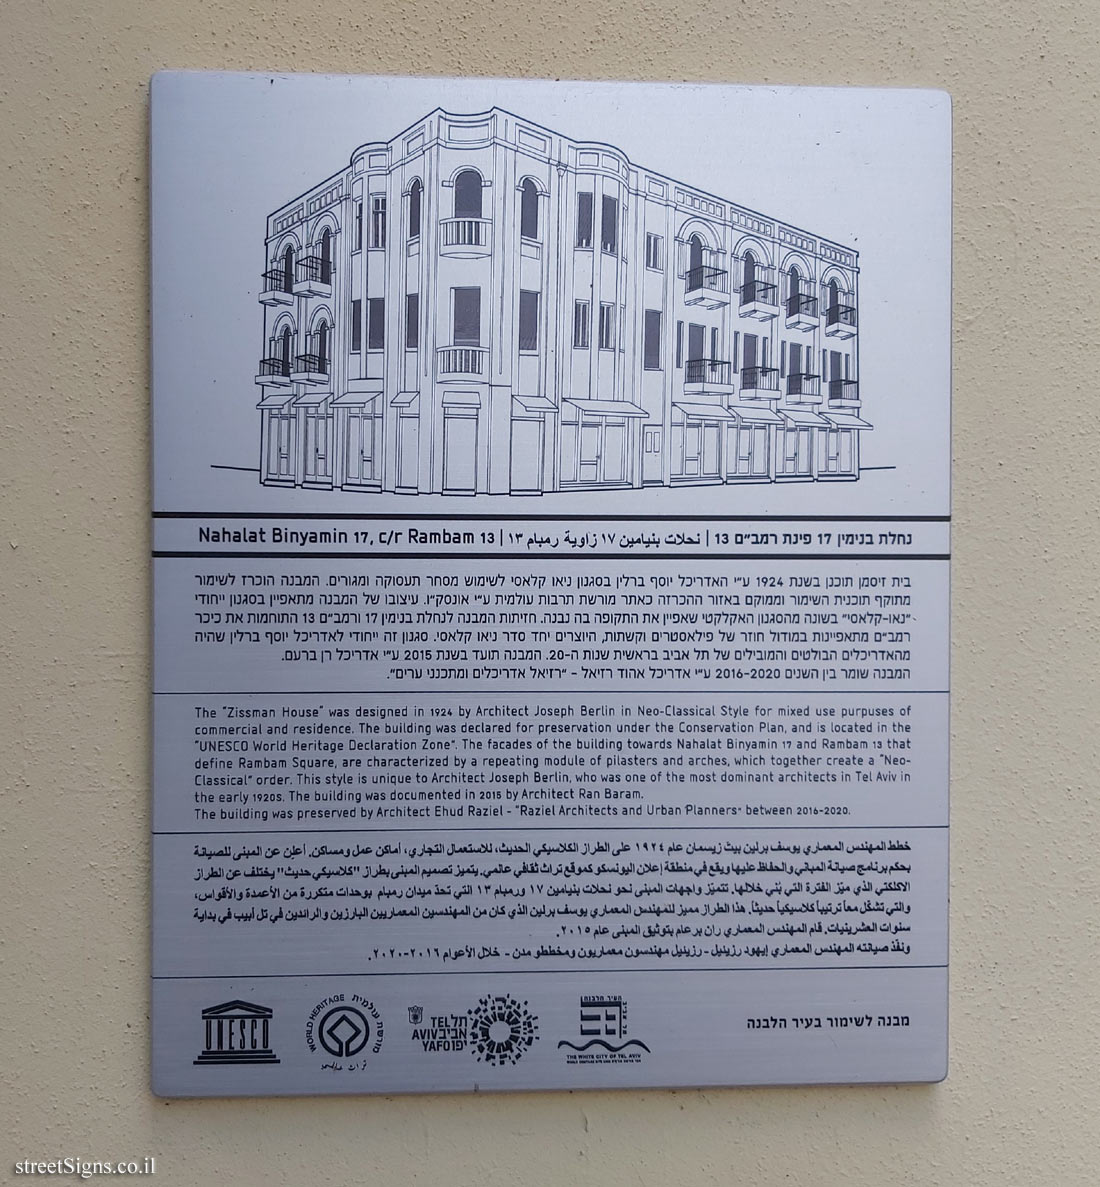 Nahalat Binyamin 17, c/r Rambam 13 | نحلات بنيامين ١٧ زاوية رمبام ١٣ | נחלת בנימין 17 פינת רמב״ם 13
בית זיסמן תוכנן בשנת 1924 ע״י האדריכל יוסף ברלין בסגנון ניאו קלאסי לשימוש מסחר תעסוקה ומגורים. המבנה הוכרז לשימור
מתוקף תוכנית השימור וממוקם באזור ההכרזה כאתר מורשת תרבות עולמית ע״י אונסק״ו. עיצובו של המבנה מתאפיין בסגנון ייחודי
״נאו-קלאסי״ בשונה מהסגנון האקלקטי שאפיין את התקופה בה נבנה. חזיתות המבנה לנחלת בנימין 17 ורמב״ם 13 התוחמות את כיכר
רמב״ם מתאפיינות במודול חוזר של פילאסטרים וקשתות, היוצרים יחד סדר ניאו קלאסי. סגנון זה ייחודי לאדריכל יוסף ברלין שהיה
מהאדריכלים הבולטים והמובילים של תל אביב בראשית שנות ה-20. המבנה תועד בשנת 2015 ע״י אדריכל רן ברעם.
המבנה שומר בין השנים 2016-2020 ע״י אדריכל אהוד רזיאל - ״רזיאל אדריכלים ומתכנני ערים״.
The "Zissman House" was designed in 1924 by Architect Joseph Berlin in Neo-Classical Style for mixed use purpuses of
commercial and residence. The building was declared for preservation under the Conservation Plan, and is located in the
"UNESCO World Heritage Declaration Zone". The facades of the building towards Nahalat Binyamin 17 and Rambam 13 that
define Rambam Square, are characterized by a repeating module of pilasters and arches, which together create a "Neo-
Classical" order. This style is unique to Architect Joseph Berlin, who was one of the most dominant architects in Tel Aviv in
the early 1920s. The building was documented in 2015 by Architect Ran Baram.
The building was preserved by Architect Ehud Raziel - "Raziel Architects and Urban Planners" between 2016-2020.
خطط المهندس المعماري يوسف برلين بيث زيسمان عام ١٩٢٤ على الطراز الكلاسيكي الحديث، للاستعمال التجاري، أماكن عمل ومساكن. أعلن عن المبنى للصيانة
بحكم برنامج صيانة المباني والحفاظ عليها ويقع في منطقة إعلان اليونسكو كموقع تراث ثقافي عالمي. يتميز تصميم المبنى بطراز "كلاسيكي حديث" يختلف عن الطراز
الاكلكتي الذي ميّز الفترة التي بُني خلالها. تتميّز واجهات المبنى نحو نحلات بنيامين ١٧ ورمبام ١٣ التي تحدّ ميدان رمبام بوحدات متكررة من الأعمدة والأقواس،
والتي تشكّل معاً ترتيباً كلاسيكياً حديثاً. هذا الطراز مميز للمهندس المعماري يوسف برلين الذي كان من المهندسين المعماريين البارزين والرائدين في تل أبيب في بداية
سنوات العشرينيات. قام المهندس المعماري ران برعام بتوثيق المبنى عام ٢٠١٥.
ونفّذ صيانته المهندس المعماري إيهود رزيئيل - رزيئيل مهندسون معماريون ومخططو مدن - خلال الأعوام ٢٠١٦-٢٠٢٠.
UNESCO
WORLD HERITAGE מורשת עולמית
TEL תל
AVIV אביב
YAFO יפו
העיר הלבנה
תל אביב
THE WHITE CITY OF TEL AVIV
מבנה לשימור בעיר הלבנה
streetSigns.co.il